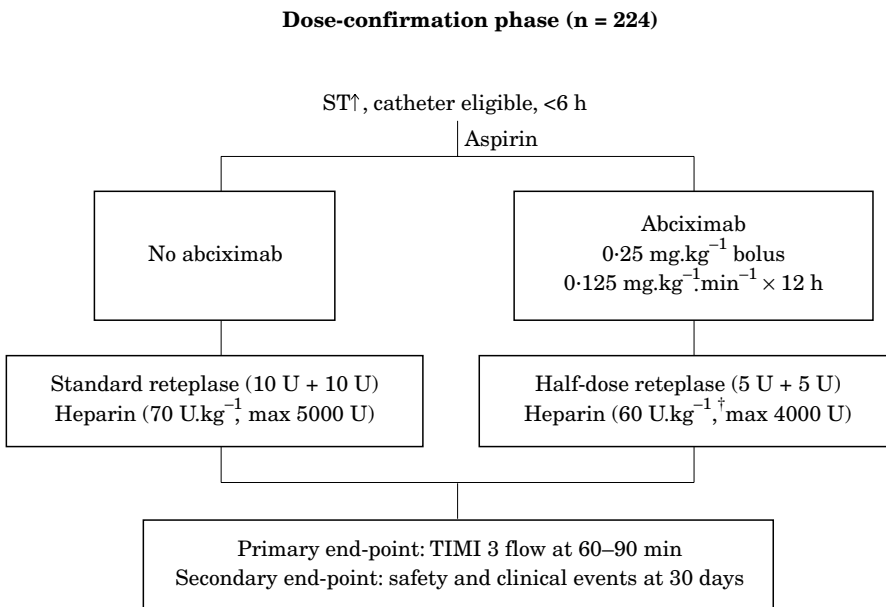 Dose-confirmation phase (n = 224)
ST↑, catheter eligible, <6 h
Aspirin
No abciximab
Abciximab
0·25 mg.kg⁻¹ bolus
0·125 mg.kg⁻¹.min⁻¹ × 12 h
Standard reteplase (10 U + 10 U)
Heparin (70 U.kg⁻¹, max 5000 U)
Half-dose reteplase (5 U + 5 U)
Heparin (60 U.kg⁻¹,† max 4000 U)
Primary end-point: TIMI 3 flow at 60–90 min
Secondary end-point: safety and clinical events at 30 days